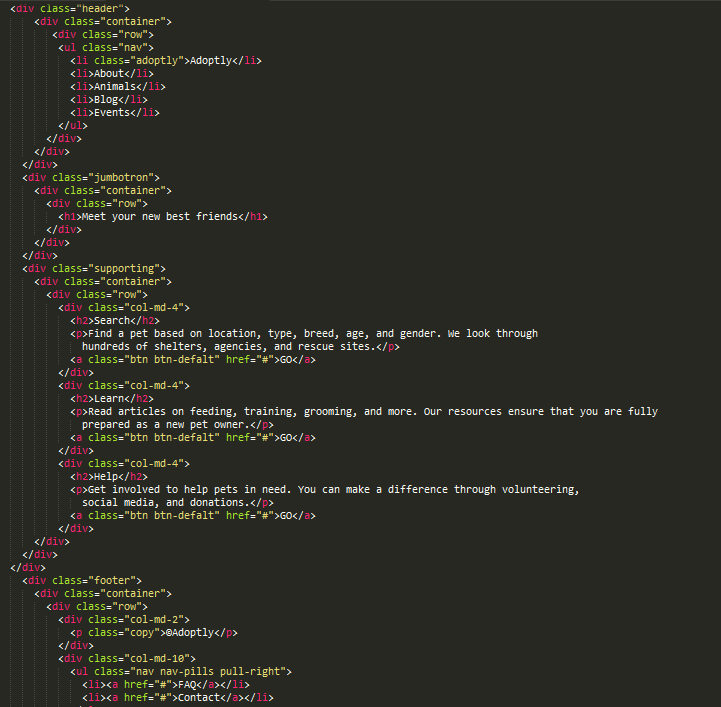 <div class="header">
<div class="container">
<div class="row">
<ul class="nav">
<li class="adoptly">Adoptly</li>
<li>About</li>
<li>Animals</li>
<li>Blog</li>
<li>Events</li>
</ul>
</div>
</div>
</div>
<div class="jumbotron">
<div class="container">
<div class="row">
<h1>Meet your new best friends</h1>
</div>
</div>
</div>
<div class="supporting">
<div class="container">
<div class="row">
<div class="col-md-4">
<h2>Search</h2>
<p>Find a pet based on location, type, breed, age, and gender. We look through
hundreds of shelters, agencies, and rescue sites.</p>
<a class="btn btn-defalt" href="#">GO</a>
</div>
<div class="col-md-4">
<h2>Learn</h2>
<p>Read articles on feeding, training, grooming, and more. Our resources ensure that you are fully
prepared as a new pet owner.</p>
<a class="btn btn-defalt" href="#">GO</a>
</div>
<div class="col-md-4">
<h2>Help</h2>
<p>Get involved to help pets in need. You can make a difference through volunteering,
social media, and donations.</p>
<a class="btn btn-defalt" href="#">GO</a>
</div>
</div>
</div>
</div>
<div class="footer">
<div class="container">
<div class="row">
<div class="col-md-2">
<p class="copy">©Adoptly</p>
</div>
<div class="col-md-10">
<ul class="nav nav-pills pull-right">
<li><a href="#">FAQ</a></li>
<li><a href="#">Contact</a></li>